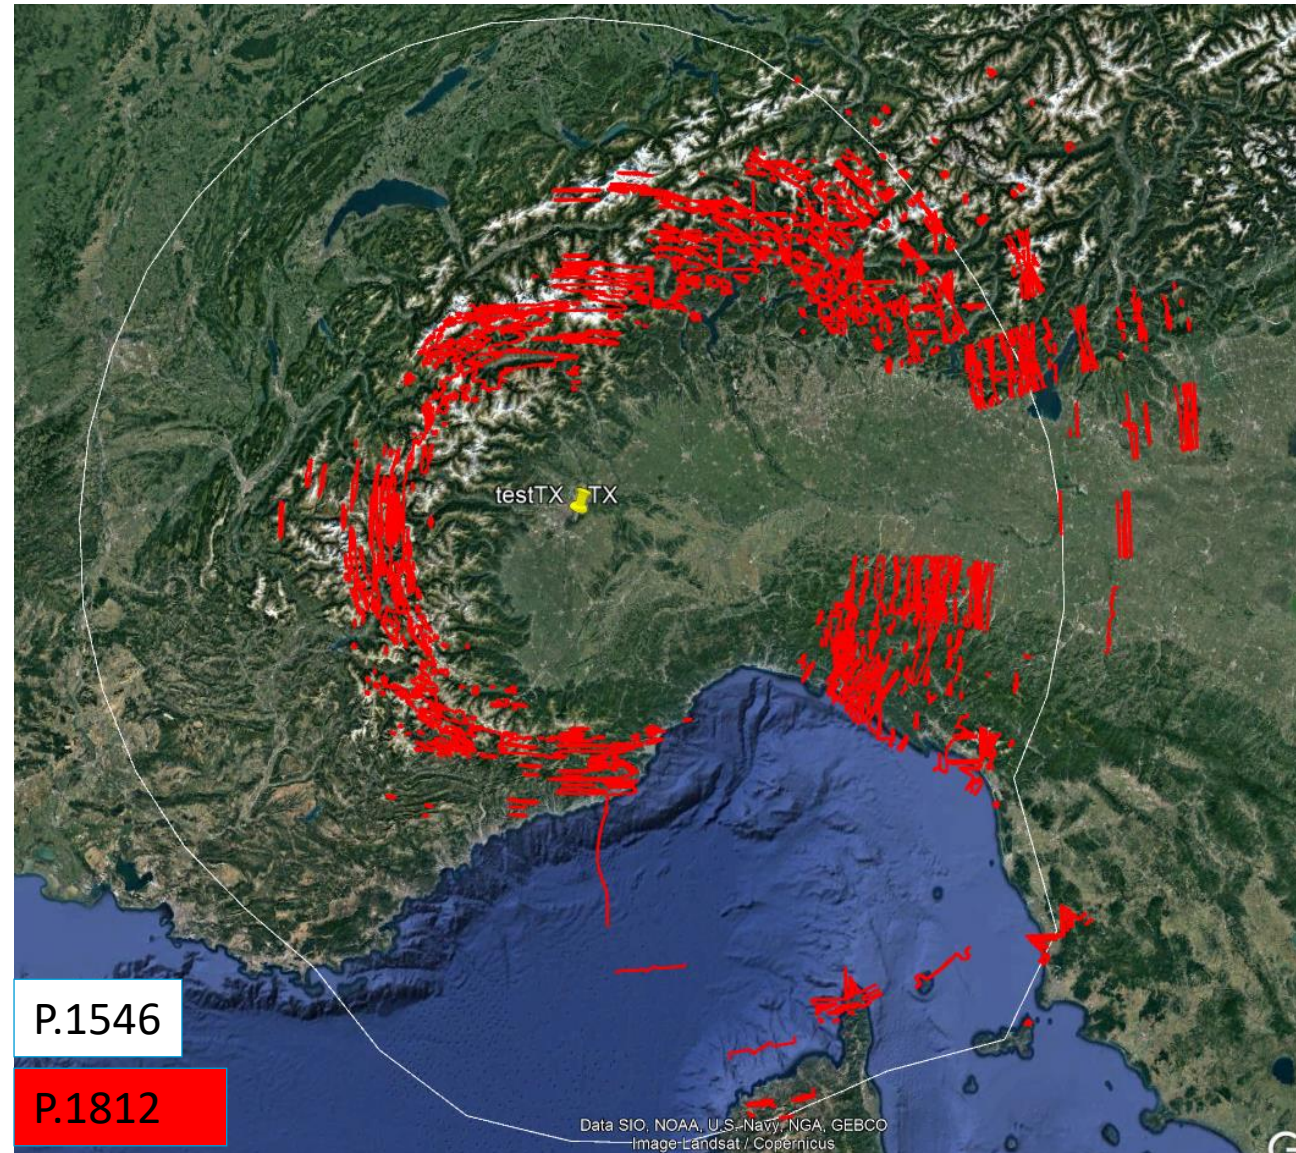 testTX TX
P.1546
P.1812
Data SIO, NOAA, U.S. Navy, NGA, GEBCO
Image Landsat / Copernicus
G